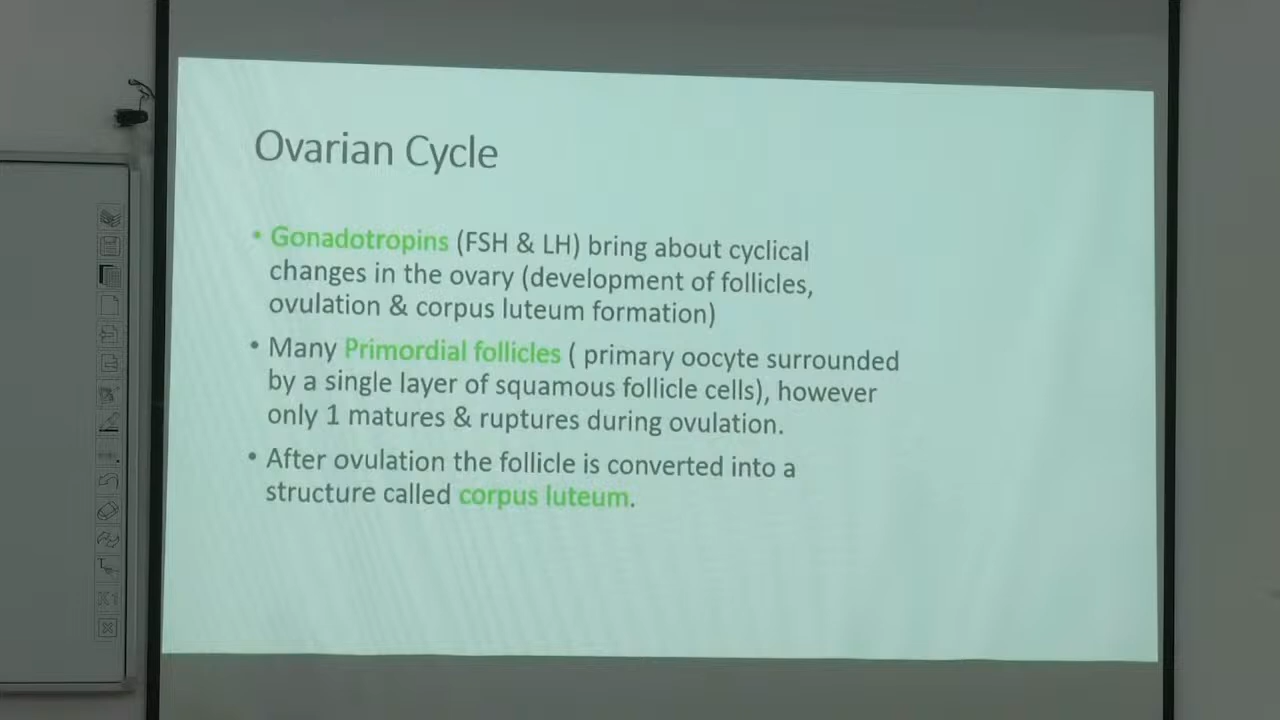 Ovarian Cycle
• Gonadotropins (FSH & LH) bring about cyclical
changes in the ovary (development of follicles,
ovulation & corpus luteum formation)
• Many Primordial follicles ( primary oocyte surrounded
by a single layer of squamous follicle cells), however
only 1 matures & ruptures during ovulation.
• After ovulation the follicle is converted into a
structure called corpus luteum.